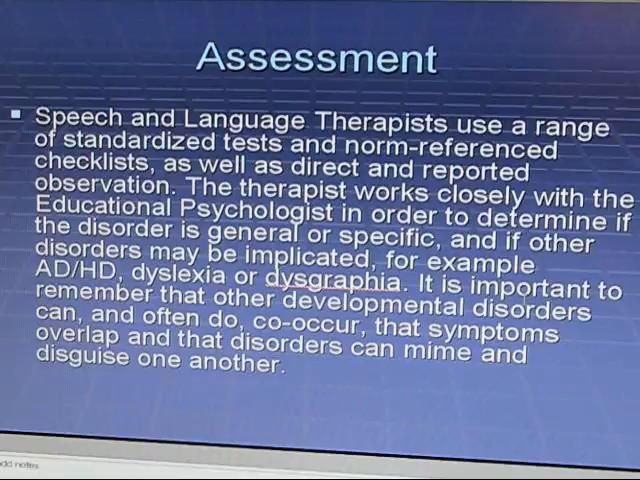 Assessment
Speech and Language Therapists use a range
of standardized tests and norm-referenced
checklists, as well as direct and reported
observation. The therapist works closely with the
Educational Psychologist in order to determine if
the disorder is general or specific, and if other
disorders may be implicated, for example
AD/HD, dyslexia or dysgraphia. It is important to
remember that other developmental disorders
can, and often do, co-occur, that symptoms
overlap and that disorders can mime and
disguise one another.
add notes